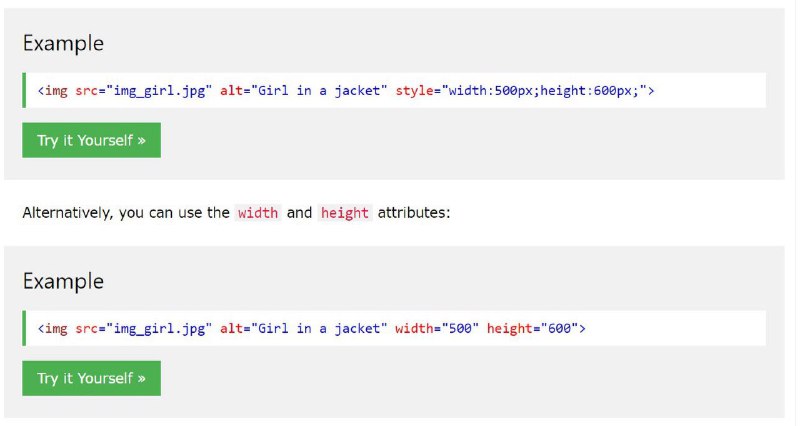 Example
<img src="img_girl.jpg" alt="Girl in a jacket" style="width:500px;height:600px;">
Try it Yourself »
Alternatively, you can use the width and height attributes:
Example
<img src="img_girl.jpg" alt="Girl in a jacket" width="500" height="600">
Try it Yourself »